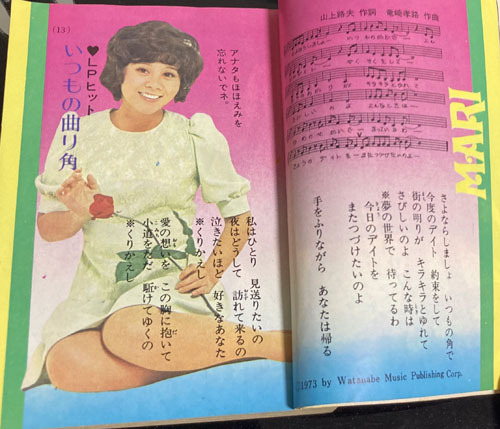 (13)
♥LPヒット
いつもの曲り角
アナタもほほえみを
忘れないでネ。
山上路夫 作詞 竜崎孝路 作曲
MARI
さよならしましょ いつもの角で
今度のデイト 約束をして
街の明りが キラキラとゆれて
さびしいのよ こんな時は
※夢の世界で 待ってるわ
今日のデイトを
またつづけたいのよ
手をふりながら あなたは帰る
私はひとり 見送りたいの
夜はどうして 訪れて来るの
泣きたいほど 好きなあなた
※くりかえし
愛の想いを この胸に抱いて
小道をただ 駆けてゆくの
※くりかえし
©1973 by Watanabe Music Publishing Corp.